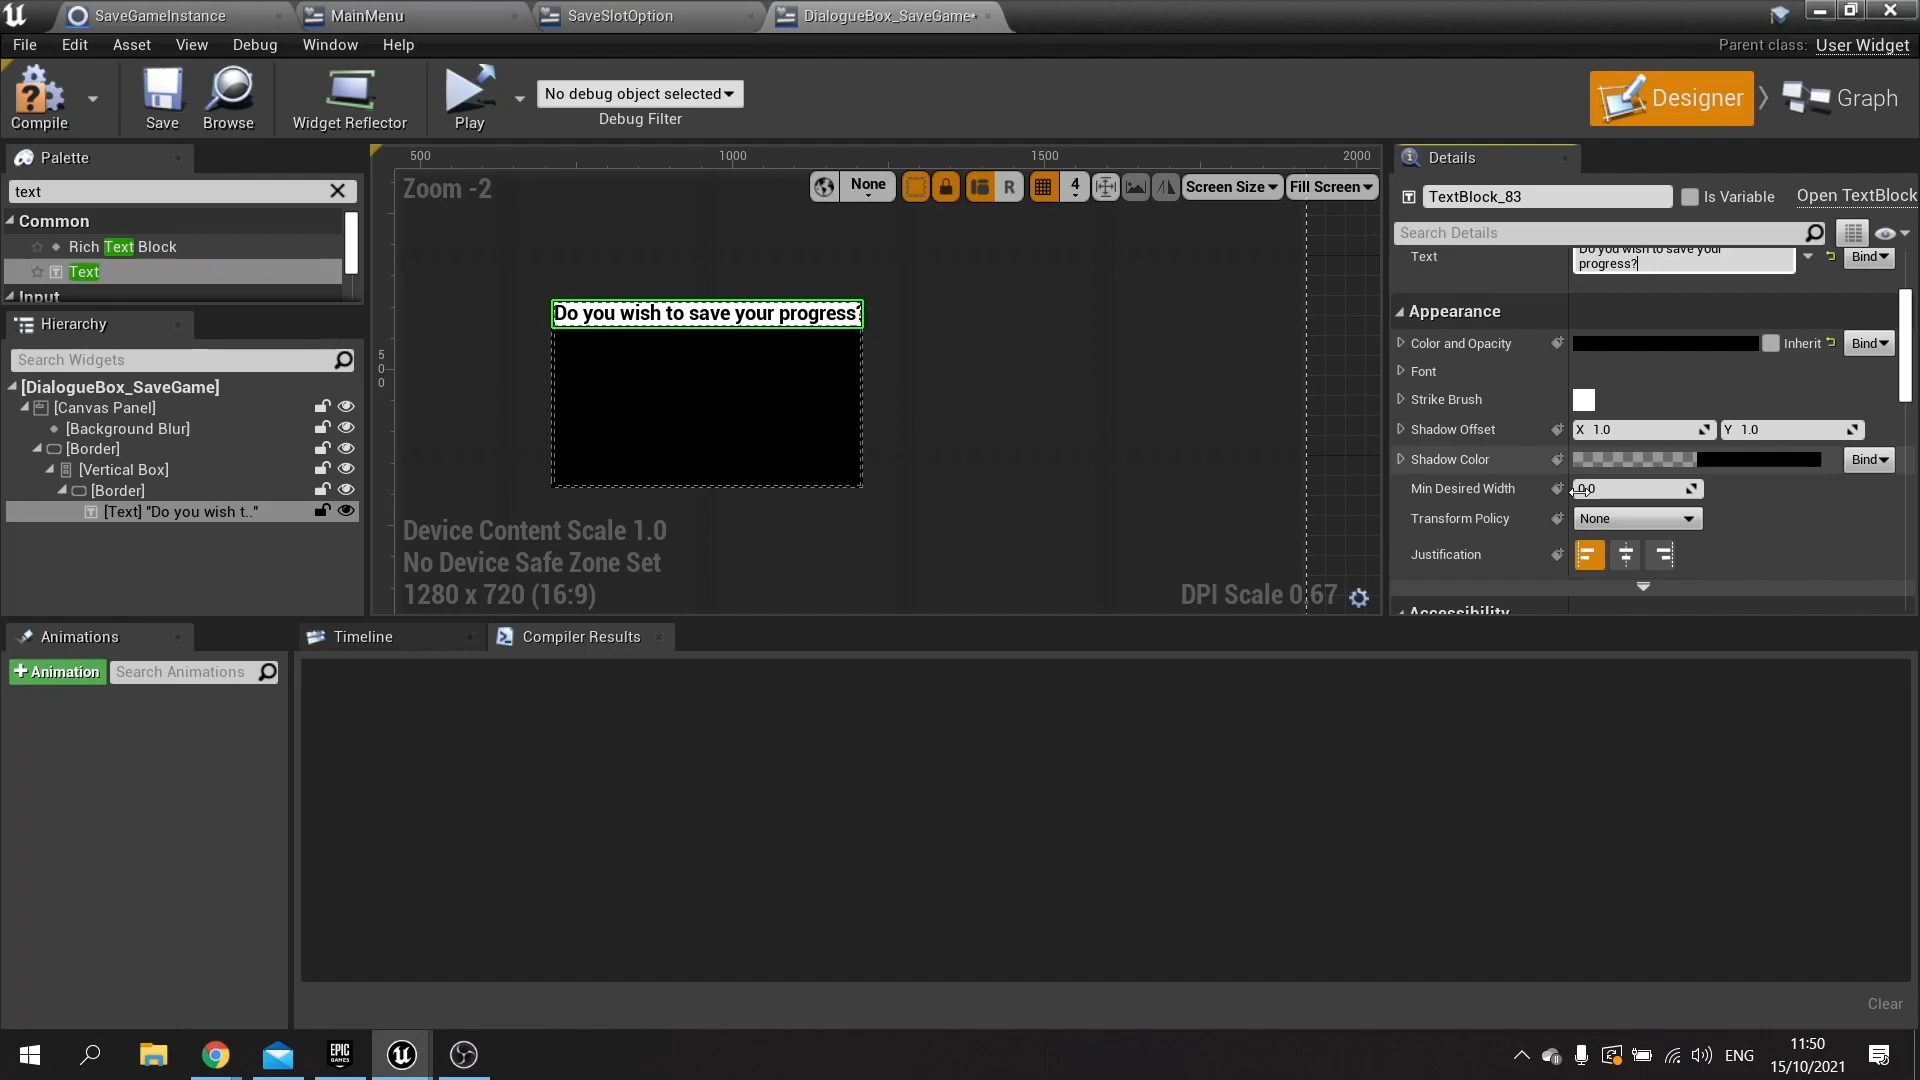 SaveGameInstance
MainMenu
SaveSlotOption
DialogueBox_SaveGame*
File Edit Asset View Debug Window Help
Parent class: User Widget
Compile
Save
Browse
Widget Reflector
Play
No debug object selected
Debug Filter
Designer
Graph
Palette
text
Common
Rich Text Block
Text
Input
Hierarchy
Search Widgets
[DialogueBox_SaveGame]
[Canvas Panel]
[Background Blur]
[Border]
[Vertical Box]
[Border]
[Text] "Do you wish t.."
500 1000 1500 2000
Zoom -2
None
R
4
Screen Size
Fill Screen
500
Do you wish to save your progress?
Device Content Scale 1.0
No Device Safe Zone Set
1280 x 720 (16:9)
DPI Scale 0.67
Details
TextBlock_83
Is Variable
Open TextBlock
Search Details
Text
Do you wish to save your
progress?
Bind
Appearance
Color and Opacity
Inherit
Bind
Font
Strike Brush
Shadow Offset
X 1.0
Y 1.0
Shadow Color
Bind
Min Desired Width
0.0
Transform Policy
None
Justification
Accessibility
Animations
+ Animation
Search Animations
Timeline
Compiler Results
Clear
EPIC
GAMES
ENG
11:50
15/10/2021